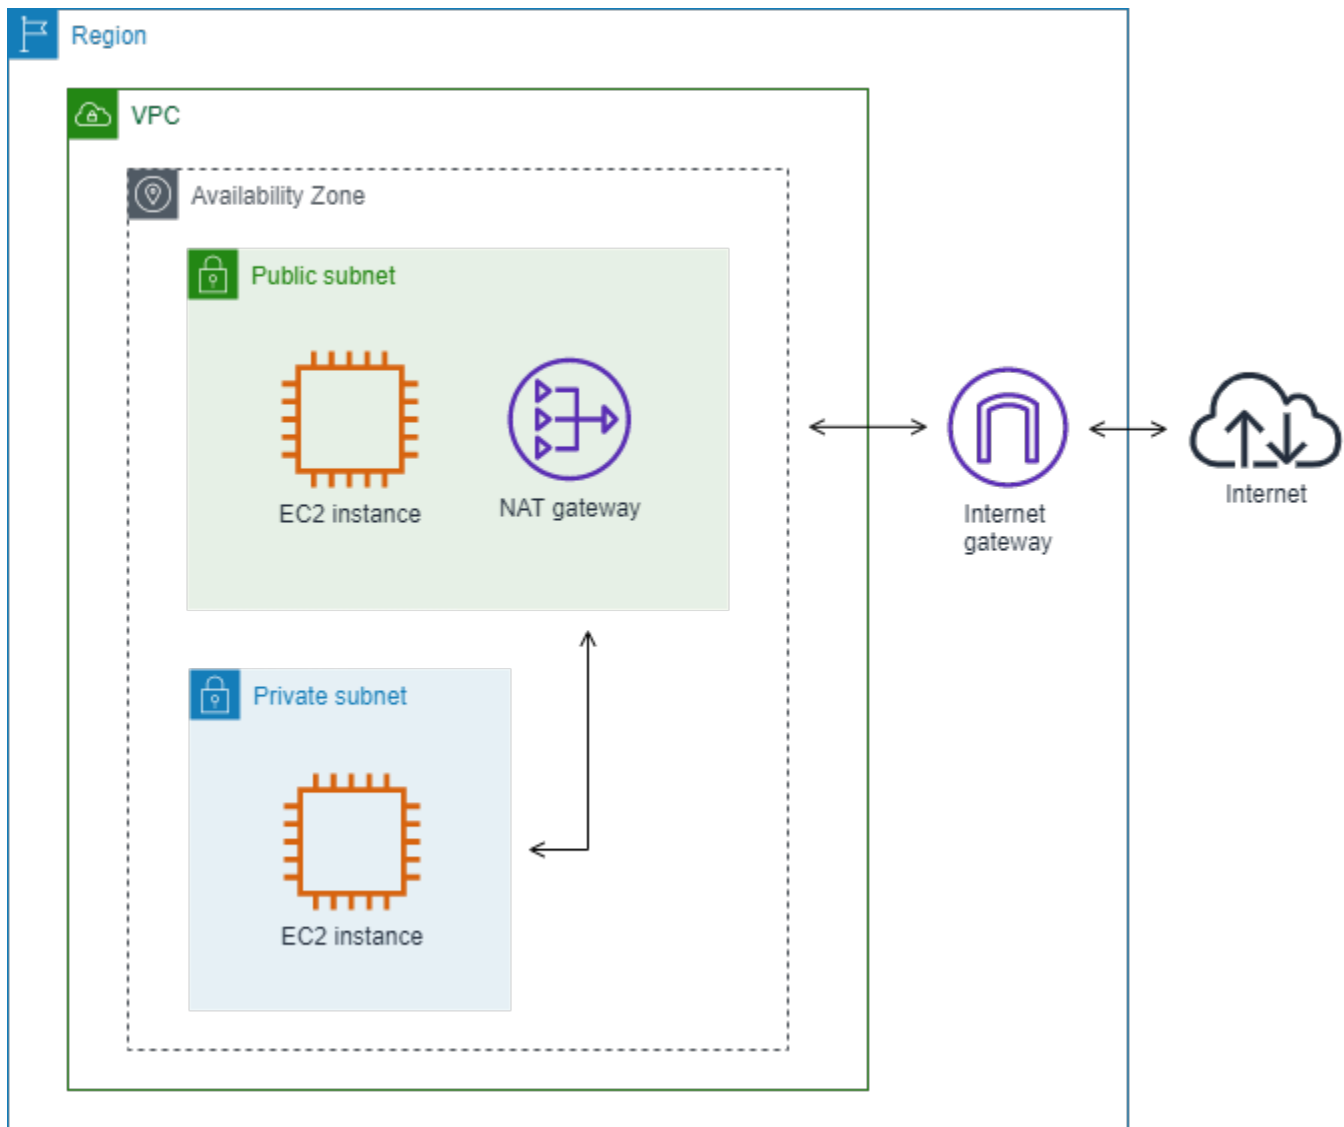 Region
VPC
Availability Zone
Public subnet
EC2 instance
NAT gateway
Internet
gateway
Internet
Private subnet
EC2 instance